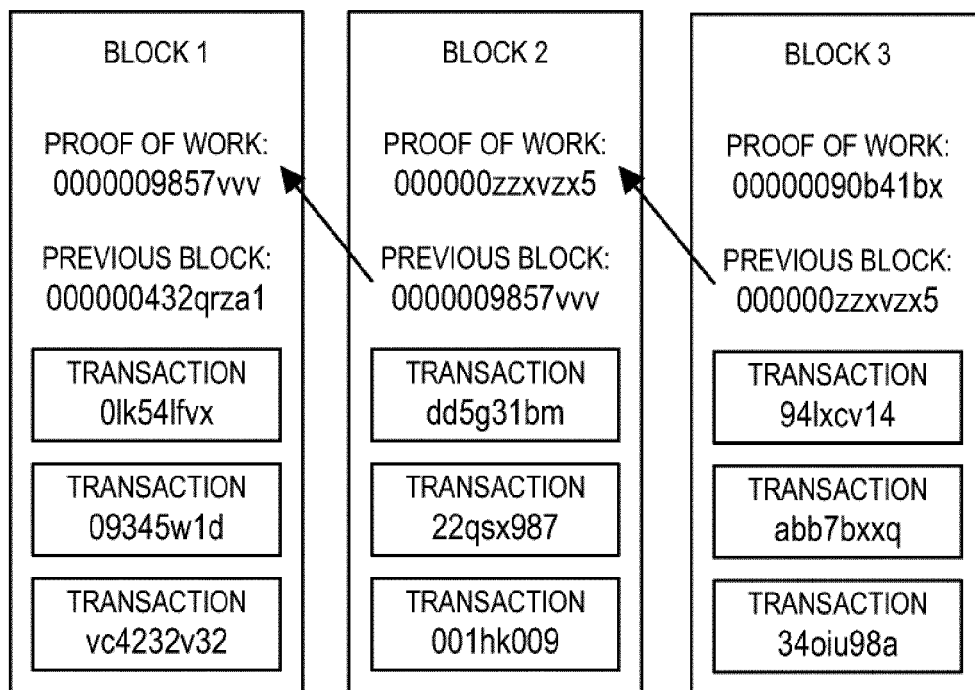 BLOCK 1
PROOF OF WORK:
0000009857vvv
PREVIOUS BLOCK:
000000432qrza1
TRANSACTION
0lk54lfvx
TRANSACTION
09345w1d
TRANSACTION
vc4232v32
BLOCK 2
PROOF OF WORK:
000000zzxvzx5
PREVIOUS BLOCK:
0000009857vvv
TRANSACTION
dd5g31bm
TRANSACTION
22qsx987
TRANSACTION
001hk009
BLOCK 3
PROOF OF WORK:
00000090b41bx
PREVIOUS BLOCK:
000000zzxvzx5
TRANSACTION
94lxcv14
TRANSACTION
abb7bxxq
TRANSACTION
34oiu98a